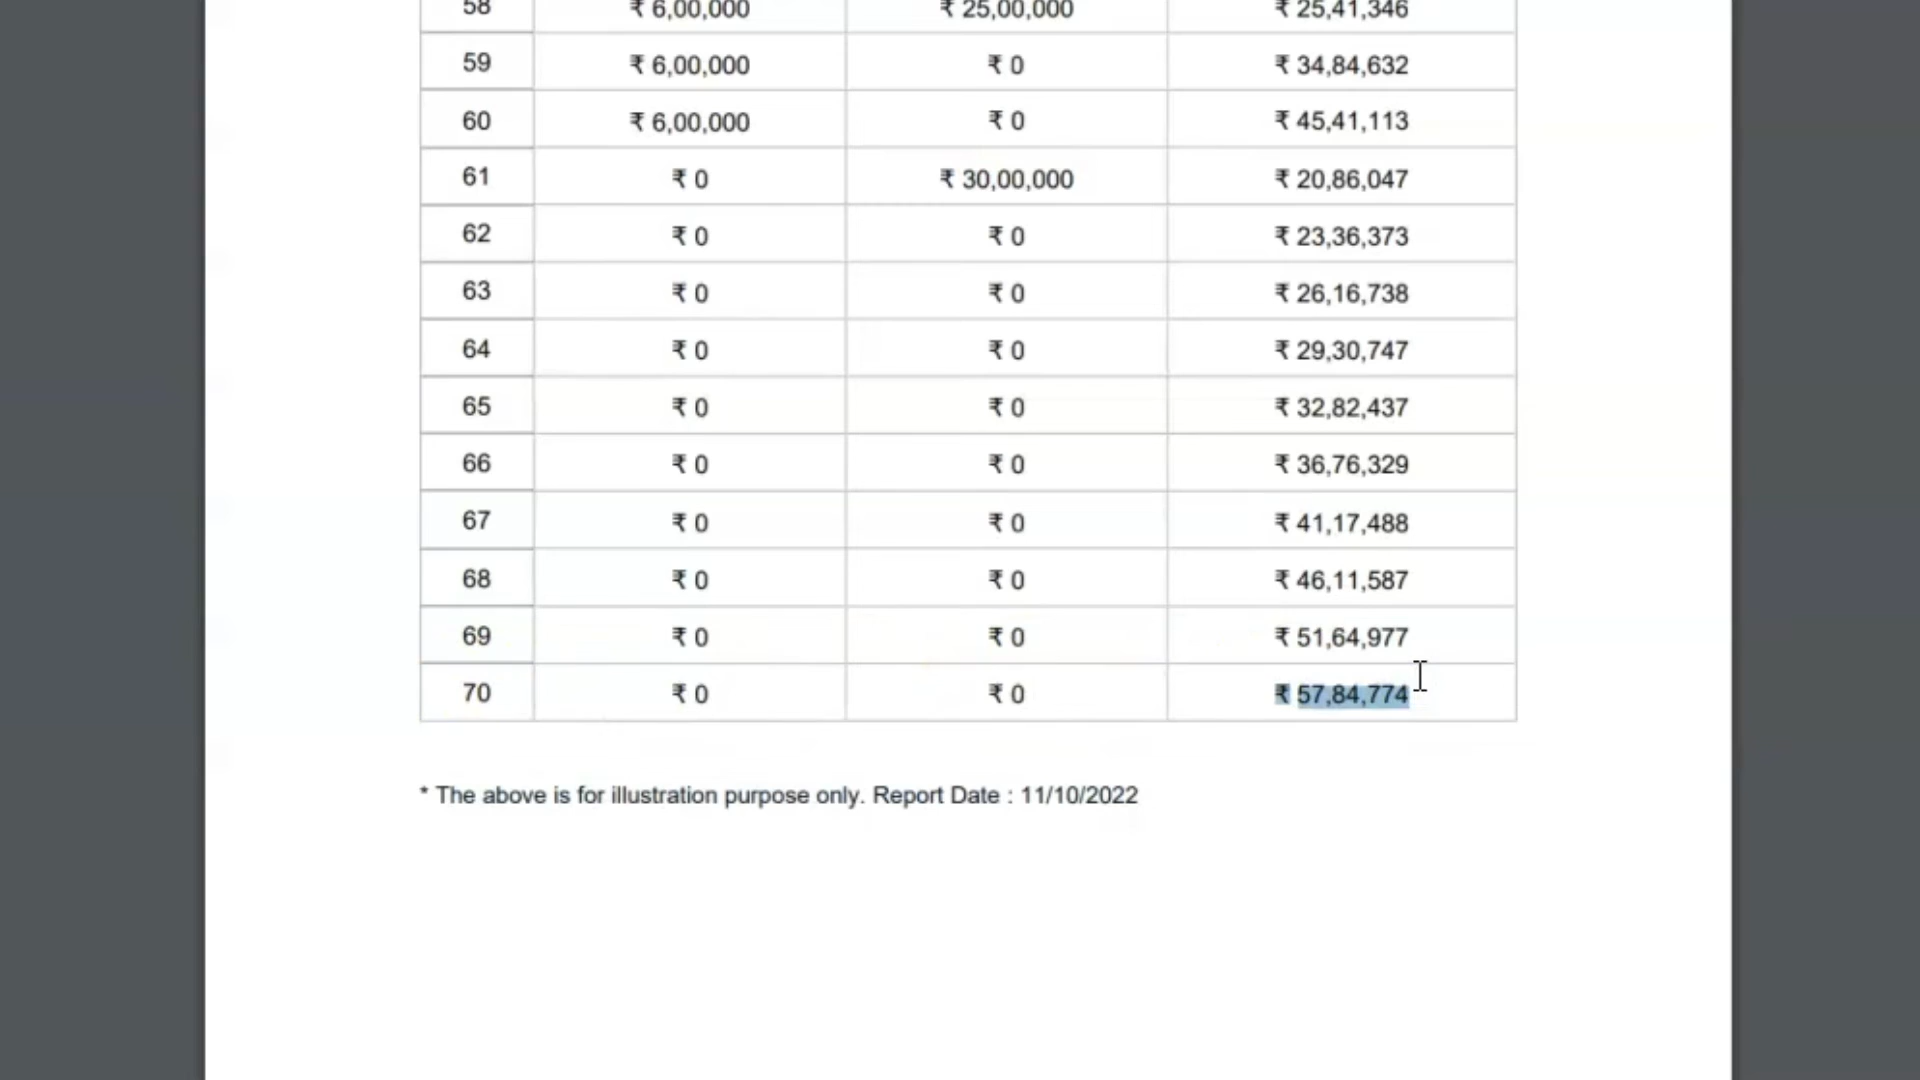 58 ₹ 6,00,000 ₹ 25,00,000 ₹ 25,41,346
59 ₹ 6,00,000 ₹ 0 ₹ 34,84,632
60 ₹ 6,00,000 ₹ 0 ₹ 45,41,113
61 ₹ 0 ₹ 30,00,000 ₹ 20,86,047
62 ₹ 0 ₹ 0 ₹ 23,36,373
63 ₹ 0 ₹ 0 ₹ 26,16,738
64 ₹ 0 ₹ 0 ₹ 29,30,747
65 ₹ 0 ₹ 0 ₹ 32,82,437
66 ₹ 0 ₹ 0 ₹ 36,76,329
67 ₹ 0 ₹ 0 ₹ 41,17,488
68 ₹ 0 ₹ 0 ₹ 46,11,587
69 ₹ 0 ₹ 0 ₹ 51,64,977
70 ₹ 0 ₹ 0 ₹ 57,84,774
* The above is for illustration purpose only. Report Date : 11/10/2022